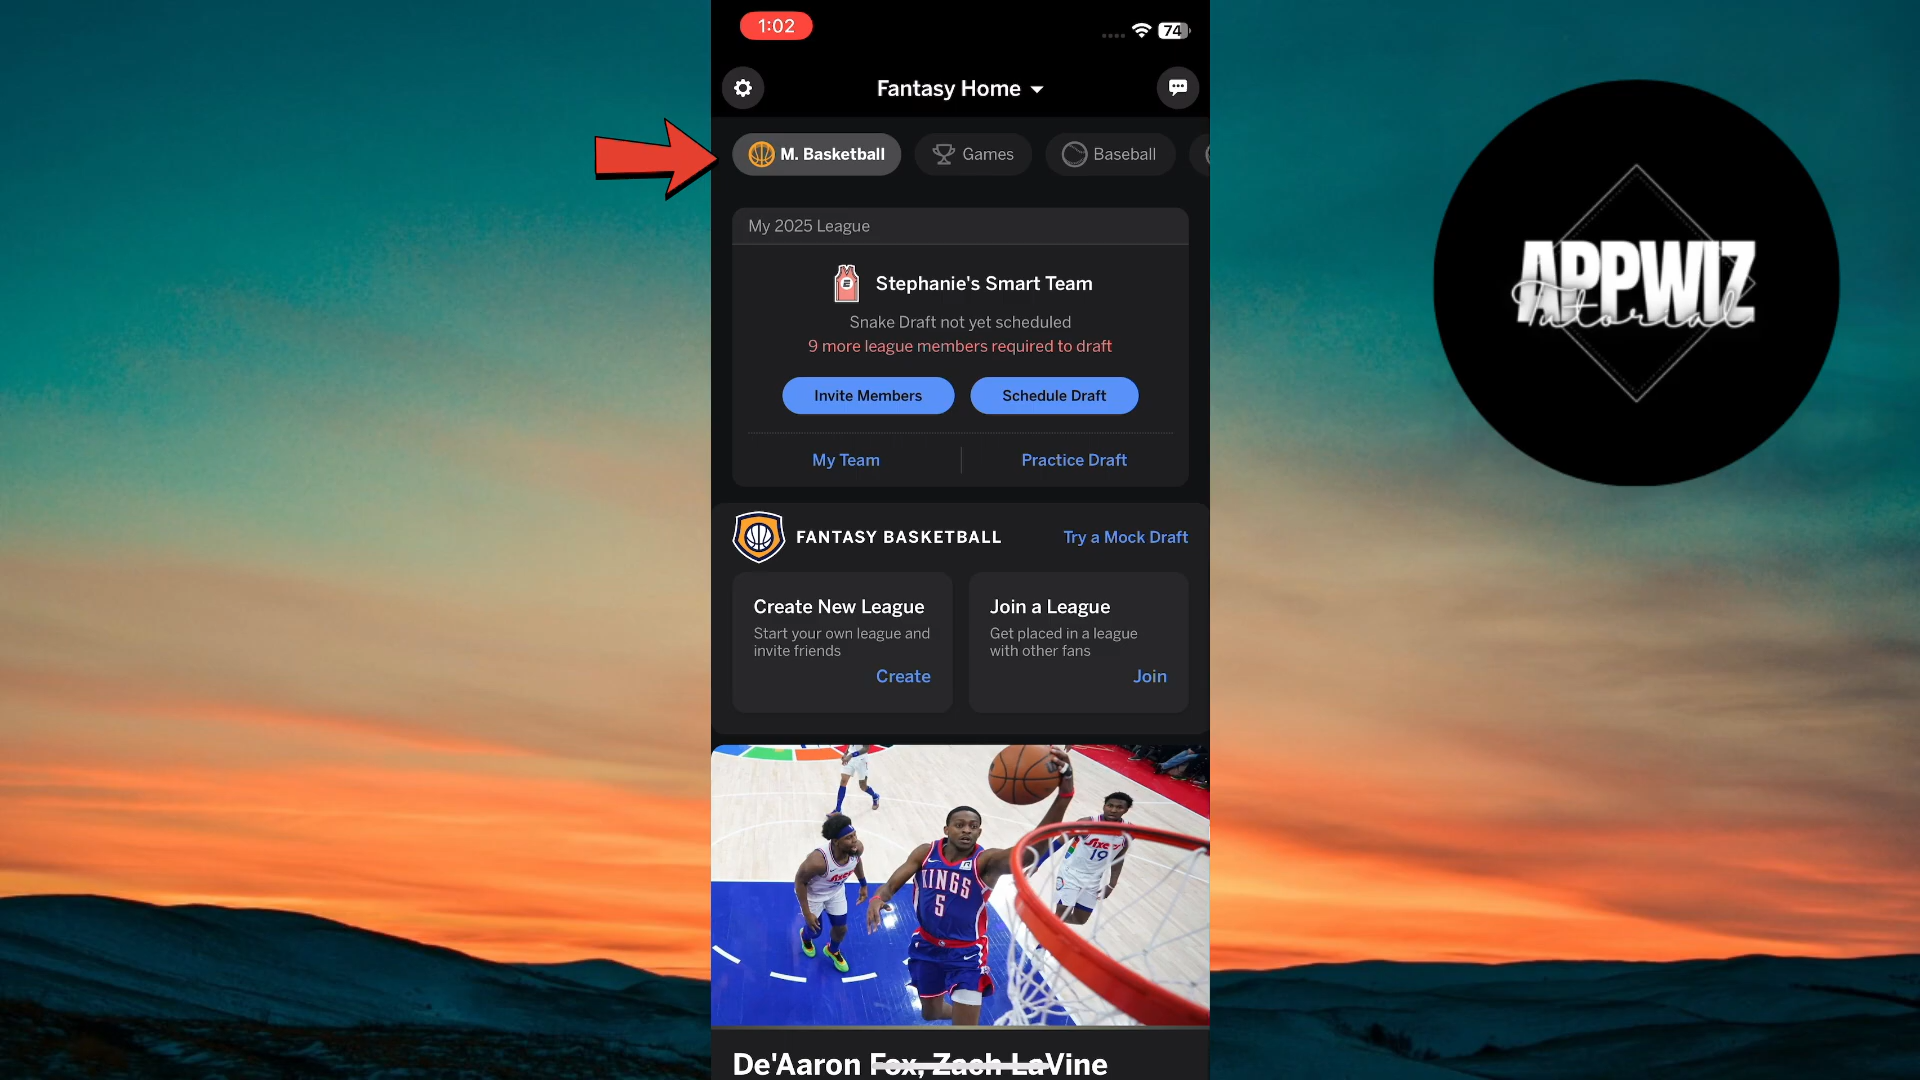 1:02
74
Fantasy Home
M. Basketball
Games
Baseball
My 2025 League
Stephanie's Smart Team
Snake Draft not yet scheduled
9 more league members required to draft
Invite Members
Schedule Draft
My Team
Practice Draft
FANTASY BASKETBALL
Try a Mock Draft
Create New League
Start your own league and
invite friends
Create
Join a League
Get placed in a league
with other fans
Join
KINGS
5
19
De'Aaron Fox, Zach LaVine
APPWIZ
Tutorial